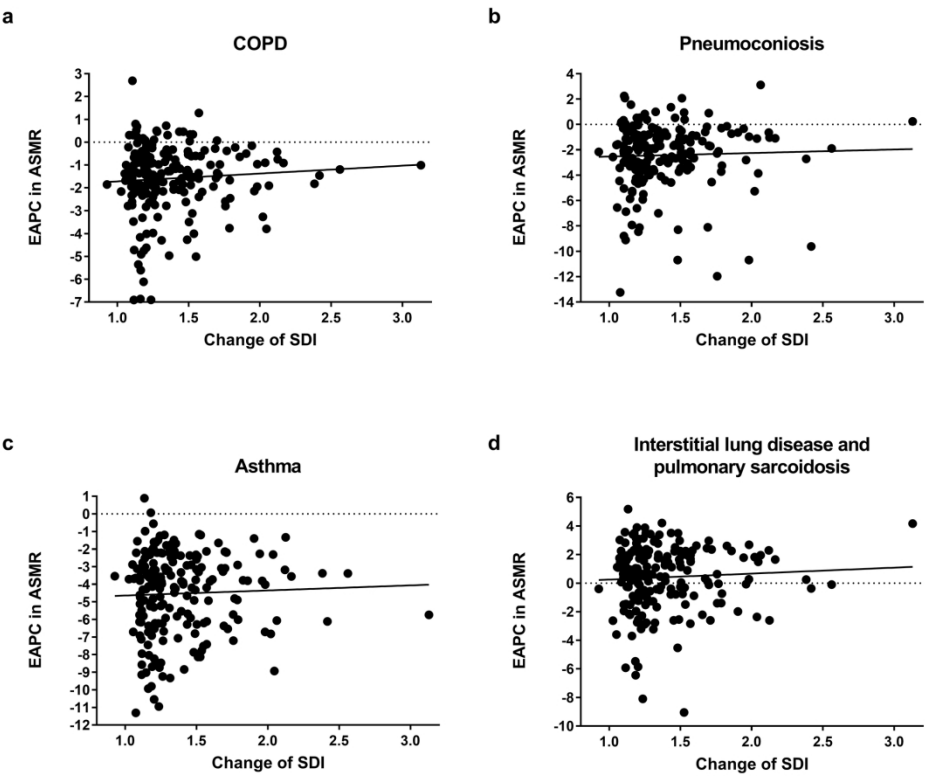 a
COPD
EAPC in ASMR
3
2
1
0
-1
-2
-3
-4
-5
-6
-7
1.0 1.5 2.0 2.5 3.0
Change of SDI
b
Pneumoconiosis
EAPC in ASMR
4
2
0
-2
-4
-6
-8
-10
-12
-14
1.0 1.5 2.0 2.5 3.0
Change of SDI
c
Asthma
EAPC in ASMR
1
0
-1
-2
-3
-4
-5
-6
-7
-8
-9
-10
-11
-12
1.0 1.5 2.0 2.5 3.0
Change of SDI
d
Interstitial lung disease and
pulmonary sarcoidosis
EAPC in ASMR
6
4
2
0
-2
-4
-6
-8
-10
1.0 1.5 2.0 2.5 3.0
Change of SDI